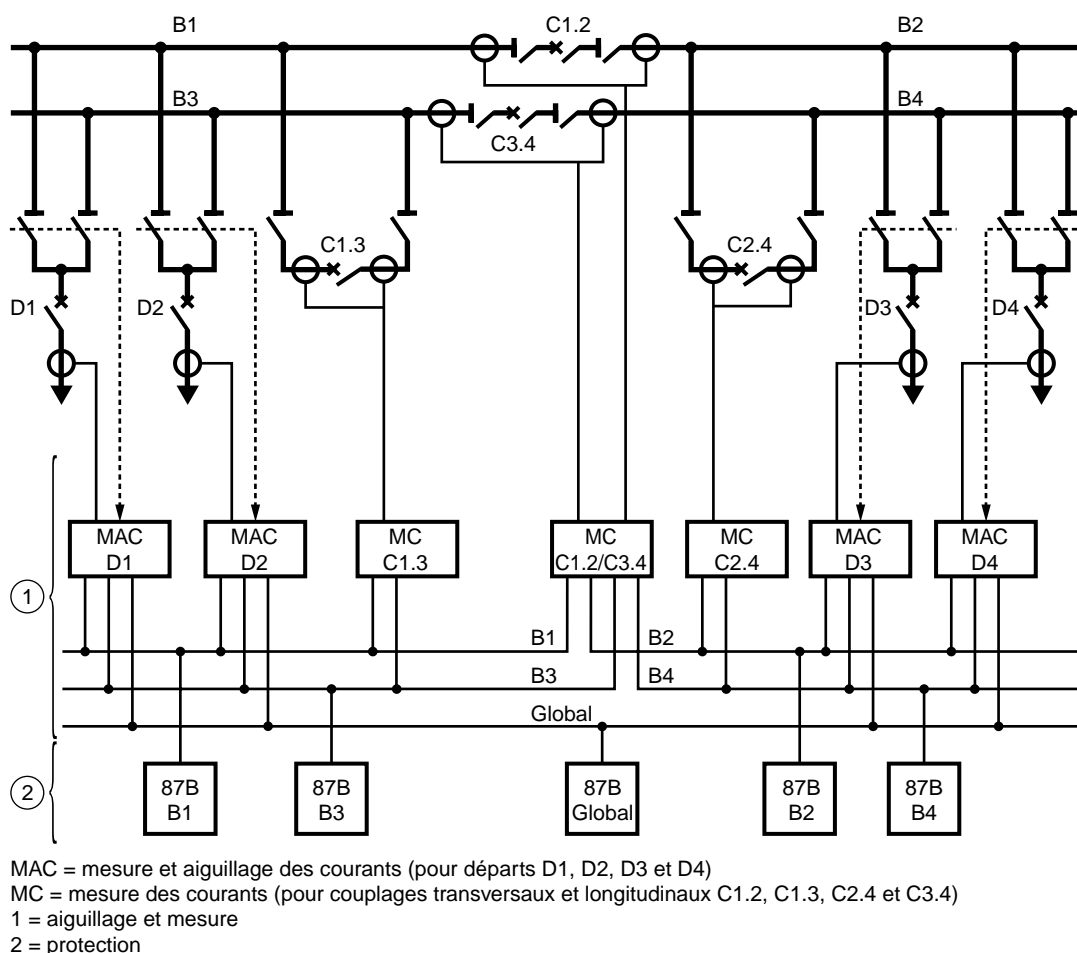 B1
C1.2
B2
B3
C3.4
B4
C1.3
C2.4
D1
D2
D3
D4
MAC
D1
MAC
D2
MC
C1.3
MC
C1.2/C3.4
MC
C2.4
MAC
D3
MAC
D4
1
B1
B2
B3
B4
Global
2
87B
B1
87B
B3
87B
Global
87B
B2
87B
B4
MAC = mesure et aiguillage des courants (pour départs D1, D2, D3 et D4)
MC = mesure des courants (pour couplages transversaux et longitudinaux C1.2, C1.3, C2.4 et C3.4)
1 = aiguillage et mesure
2 = protection